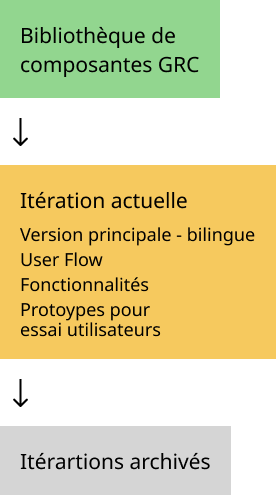 Bibliothèque de
composantes GRC
Itération actuelle
Version principale - bilingue
User Flow
Fonctionnalités
Protoypes pour
essai utilisateurs
Itérartions archivés